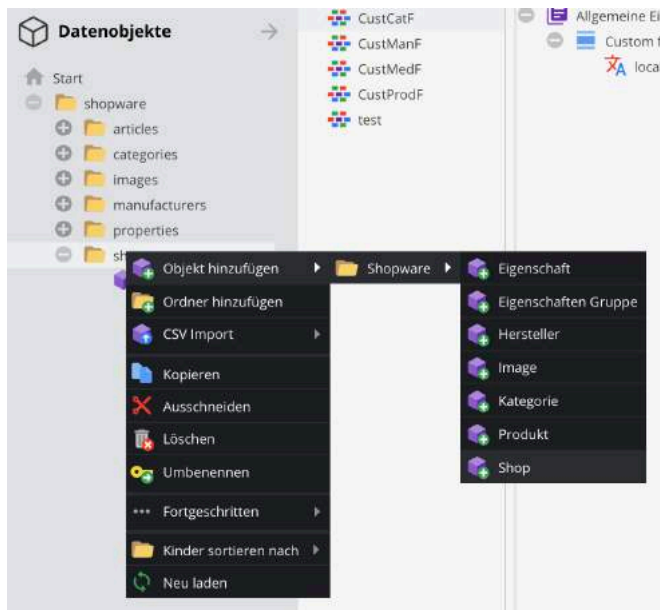 Datenobjekte
Start
shopware
articles
categories
images
manufacturers
properties
CustCatF
CustManF
CustMedF
CustProdF
test
Allgemeine Ei
Custom f
loca
Objekt hinzufügen
Ordner hinzufügen
CSV Import
Kopieren
Ausschneiden
Löschen
Umbenennen
Fortgeschritten
Kinder sortieren nach
Neu laden
Shopware
Eigenschaft
Eigenschaften Gruppe
Hersteller
Image
Kategorie
Produkt
Shop